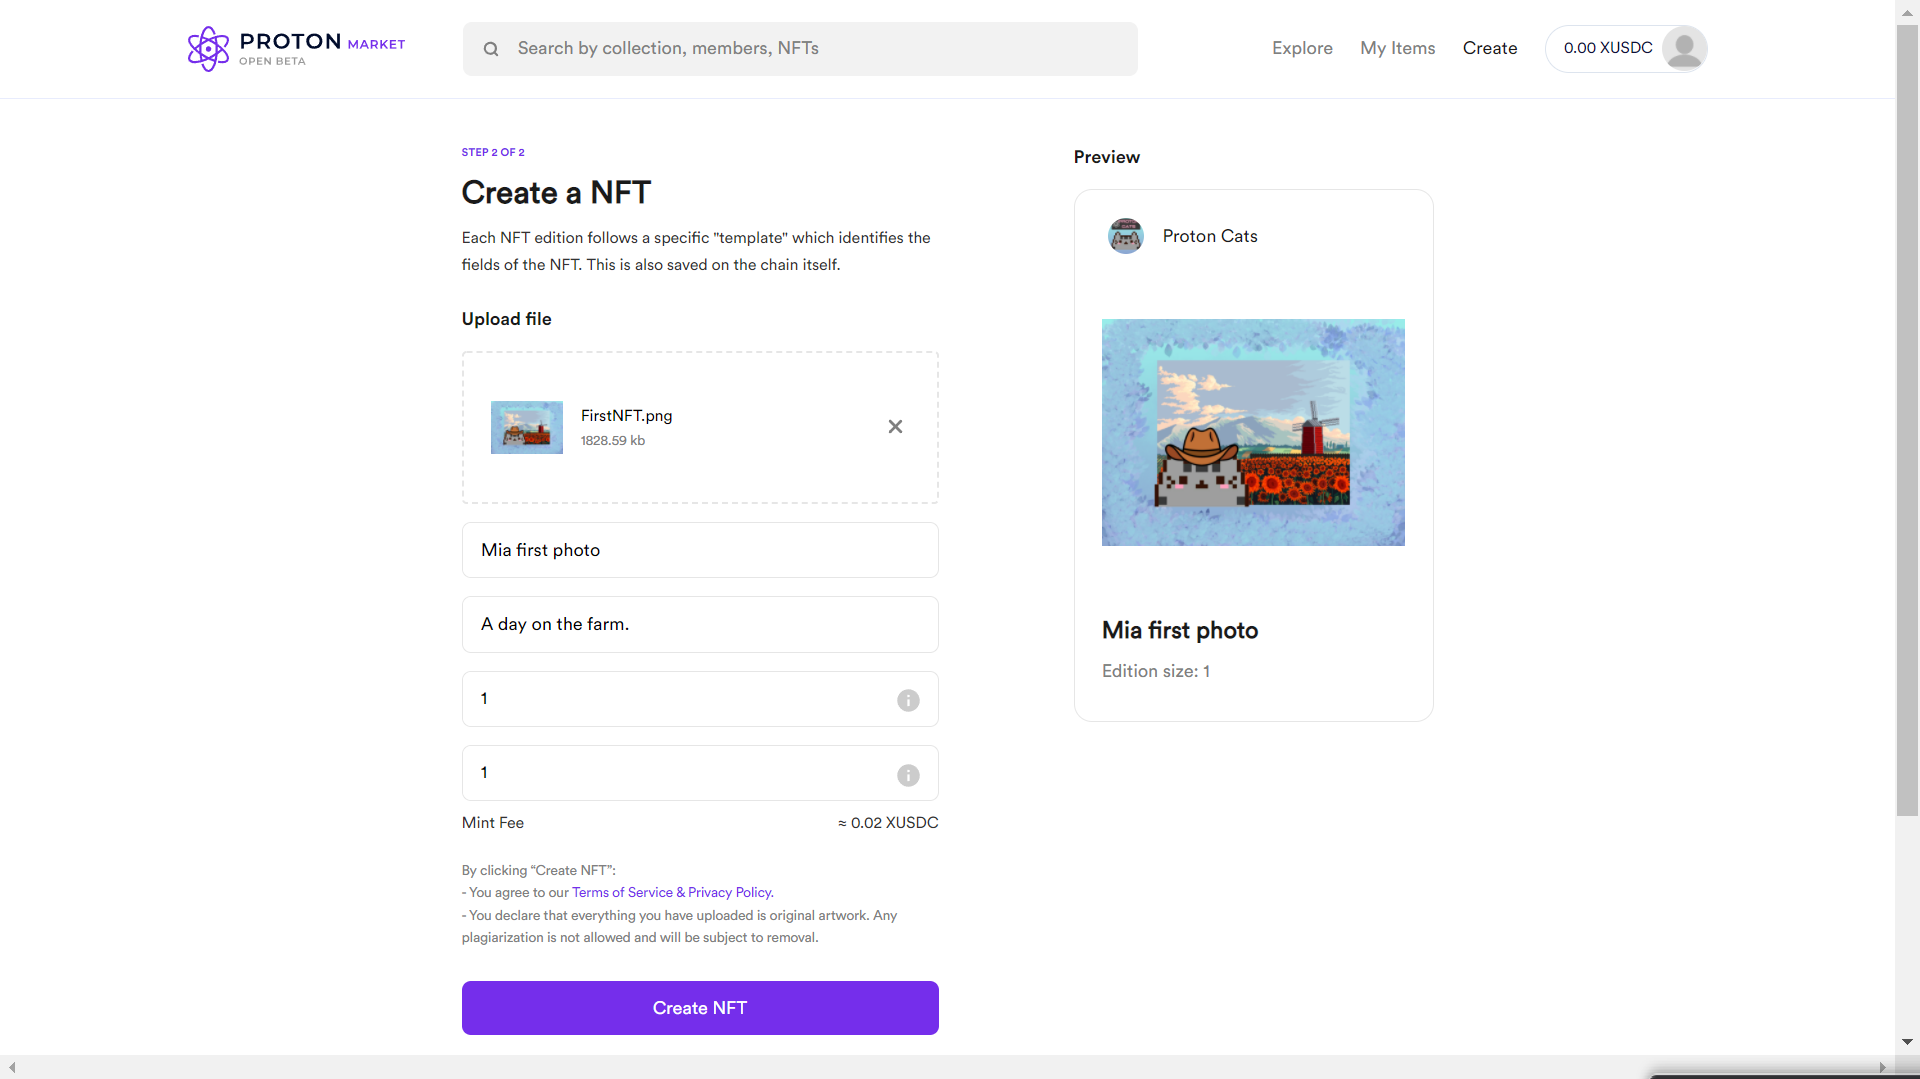 PROTON MARKET
OPEN BETA
Search by collection, members, NFTs
Explore
My Items
Create
0.00 XUSDC
STEP 2 OF 2
Create a NFT
Each NFT edition follows a specific "template" which identifies the
fields of the NFT. This is also saved on the chain itself.
Upload file
FirstNFT.png
1828.59 kb
Mia first photo
A day on the farm.
1
1
Mint Fee
≈ 0.02 XUSDC
By clicking “Create NFT”:
- You agree to our Terms of Service & Privacy Policy.
- You declare that everything you have uploaded is original artwork. Any
plagiarization is not allowed and will be subject to removal.
Create NFT
Preview
Proton Cats
Mia first photo
Edition size: 1